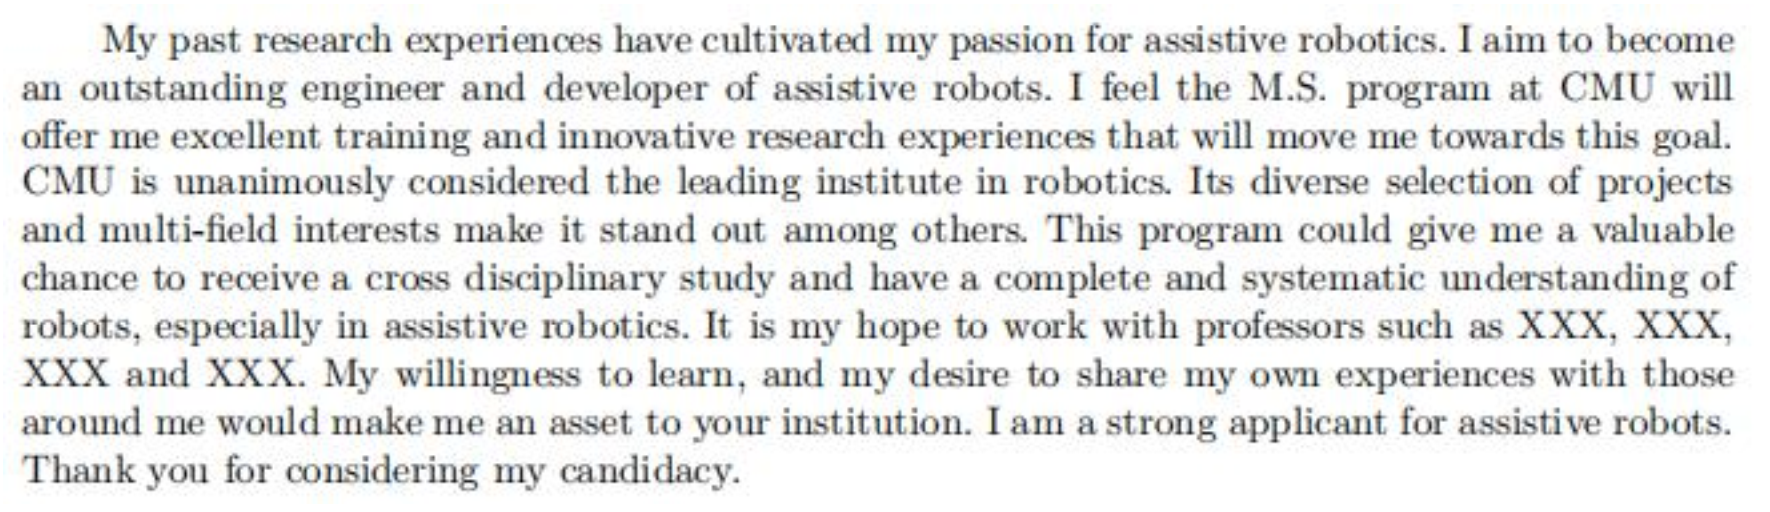 My past research experiences have cultivated my passion for assistive robotics. I aim to become
an outstanding engineer and developer of assistive robots. I feel the M.S. program at CMU will
offer me excellent training and innovative research experiences that will move me towards this goal.
CMU is unanimously considered the leading institute in robotics. Its diverse selection of projects
and multi-field interests make it stand out among others. This program could give me a valuable
chance to receive a cross disciplinary study and have a complete and systematic understanding of
robots, especially in assistive robotics. It is my hope to work with professors such as XXX, XXX,
XXX and XXX. My willingness to learn, and my desire to share my own experiences with those
around me would make me an asset to your institution. I am a strong applicant for assistive robots.
Thank you for considering my candidacy.